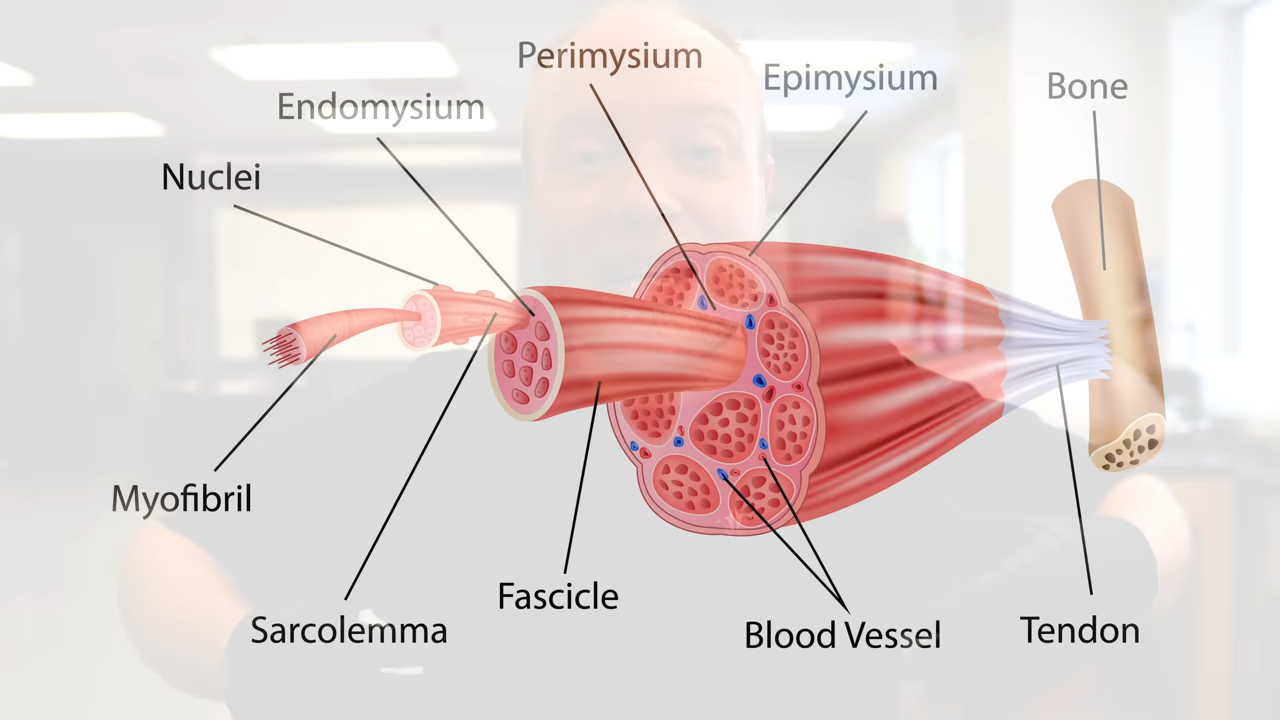 Perimysium
Epimysium
Bone
Endomysium
Nuclei
Myofibril
Fascicle
Sarcolemma
Blood Vessel
Tendon